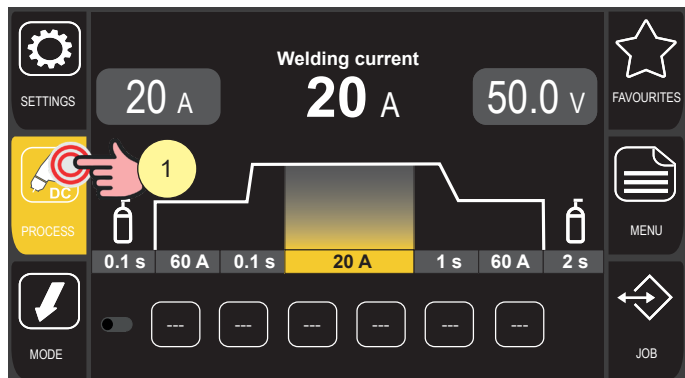 SETTINGS
PROCESS
DC
MODE
1
Welding current
20 A
20 A
50.0 V
0.1 s 60 A 0.1 s 20 A 1 s 60 A 2 s
--- --- --- --- --- ---
FAVOURITES
MENU
JOB